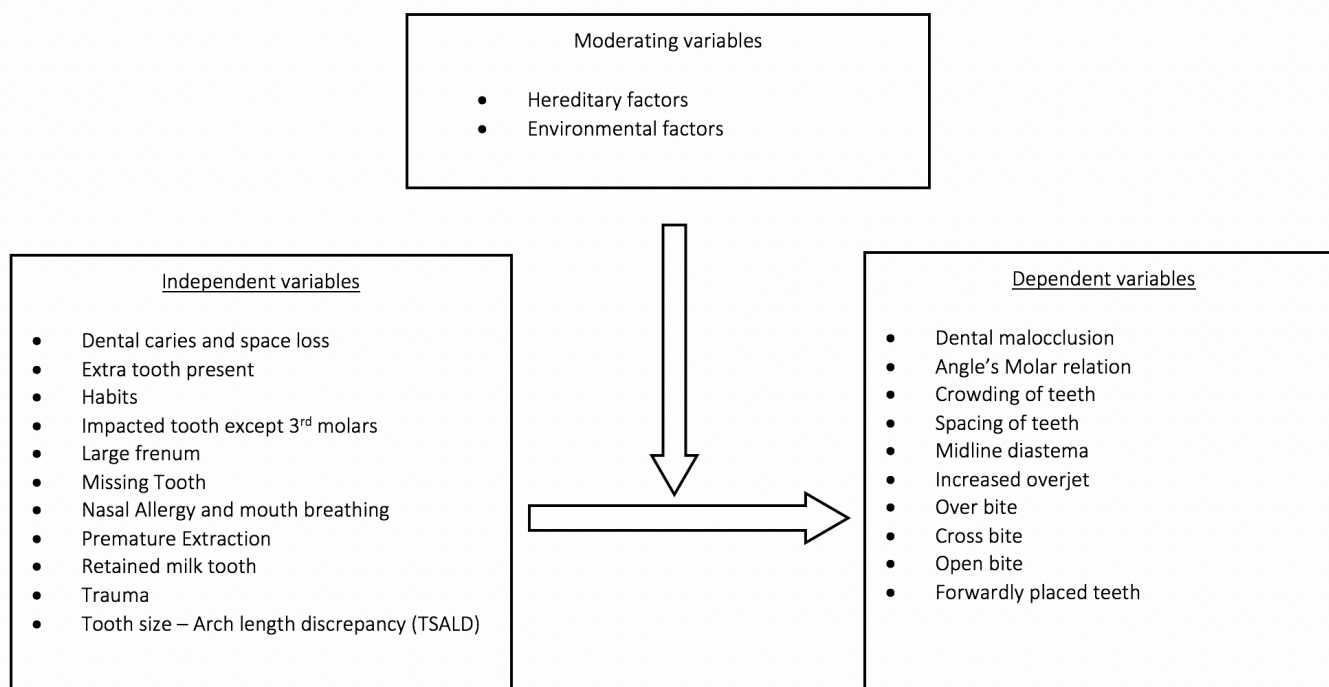 Moderating variables
• Hereditary factors
• Environmental factors
Independent variables
• Dental caries and space loss
• Extra tooth present
• Habits
• Impacted tooth except 3rd molars
• Large frenum
• Missing Tooth
• Nasal Allergy and mouth breathing
• Premature Extraction
• Retained milk tooth
• Trauma
• Tooth size – Arch length discrepancy (TSALD)
Dependent variables
• Dental malocclusion
• Angle’s Molar relation
• Crowding of teeth
• Spacing of teeth
• Midline diastema
• Increased overjet
• Over bite
• Cross bite
• Open bite
• Forwardly placed teeth